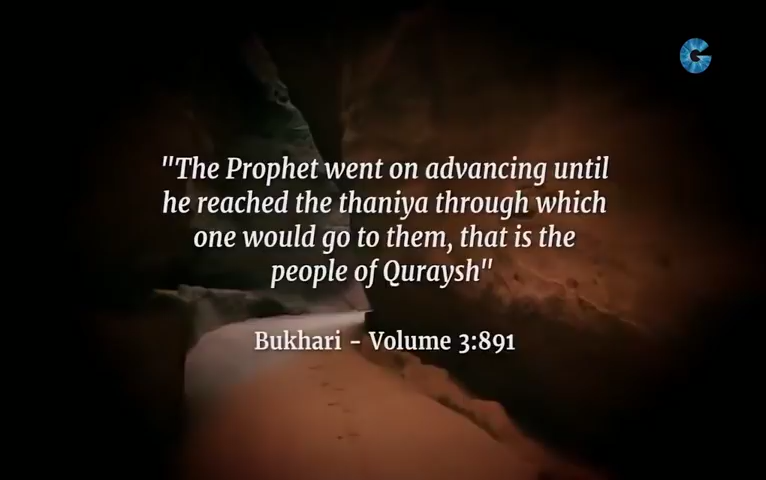 "The Prophet went on advancing until
he reached the thaniya through which
one would go to them, that is the
people of Quraysh"
Bukhari - Volume 3:891